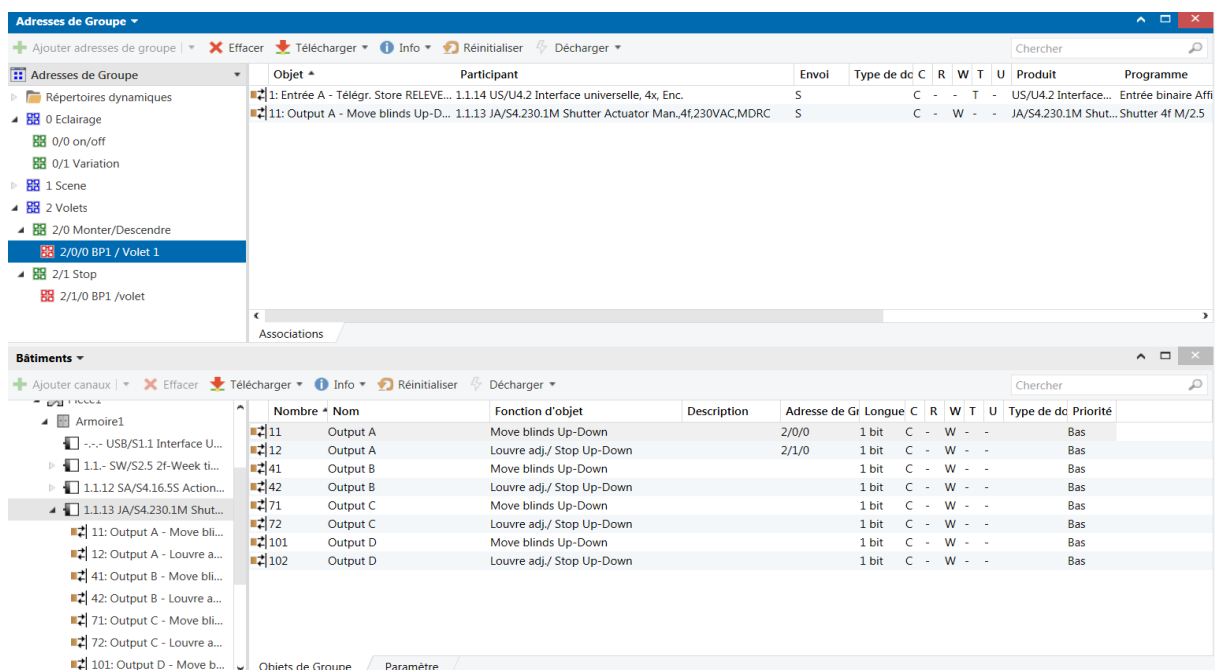 Adresses de Groupe
Ajouter adresses de groupe Effacer Télécharger Info Réinitialiser Décharger Chercher
Adresses de Groupe
Répertoires dynamiques
0 Eclairage
0/0 on/off
0/1 Variation
1 Scene
2 Volets
2/0 Monter/Descendre
2/0/0 BP1 / Volet 1
2/1 Stop
2/1/0 BP1 /volet
Objet Participant Envoi Type de dc C R W T U Produit Programme
1: Entrée A - Télégr. Store RELEVE... 1.1.14 US/U4.2 Interface universelle, 4x, Enc. S C - - T - US/U4.2 Interface... Entrée binaire Affi
11: Output A - Move blinds Up-D... 1.1.13 JA/S4.230.1M Shutter Actuator Man.,4f,230VAC,MDRC S C - W - - JA/S4.230.1M Shut... Shutter 4f M/2.5
Associations
Bâtiments
Ajouter canaux Effacer Télécharger Info Réinitialiser Décharger Chercher
Armoire1
-.-.- USB/S1.1 Interface U...
1.1.- SW/S2.5 2f-Week ti...
1.1.12 SA/S4.16.5S Action...
1.1.13 JA/S4.230.1M Shut...
11: Output A - Move bli...
12: Output A - Louvre a...
41: Output B - Move bli...
42: Output B - Louvre a...
71: Output C - Move bli...
72: Output C - Louvre a...
101: Output D - Move b...
Nombre Nom Fonction d'objet Description Adresse de Gr Longue C R W T U Type de dc Priorité
11 Output A Move blinds Up-Down 2/0/0 1 bit C - W - - Bas
12 Output A Louvre adj./ Stop Up-Down 2/1/0 1 bit C - W - - Bas
41 Output B Move blinds Up-Down 1 bit C - W - - Bas
42 Output B Louvre adj./ Stop Up-Down 1 bit C - W - - Bas
71 Output C Move blinds Up-Down 1 bit C - W - - Bas
72 Output C Louvre adj./ Stop Up-Down 1 bit C - W - - Bas
101 Output D Move blinds Up-Down 1 bit C - W - - Bas
102 Output D Louvre adj./ Stop Up-Down 1 bit C - W - - Bas
Objets de Groupe Paramètre